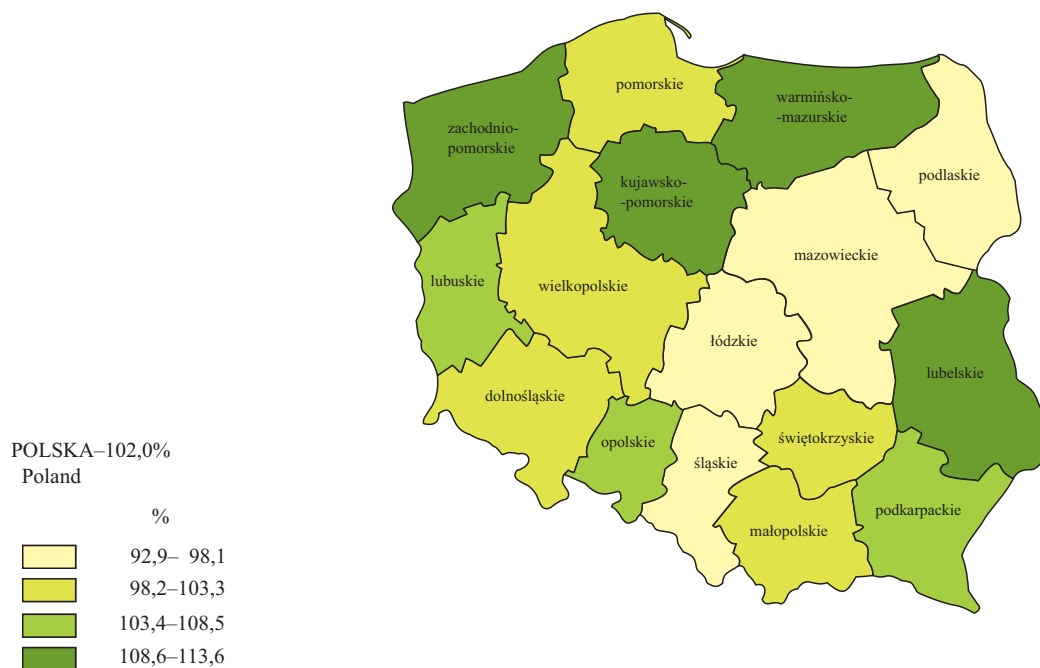 pomorskie
warmińsko-
-mazurskie
zachodnio-
pomorskie
podlaskie
kujawsko-
-pomorskie
mazowieckie
lubuskie
wielkopolskie
łódzkie
lubelskie
dolnośląskie
opolskie
świętokrzyskie
śląskie
podkarpackie
małopolskie
POLSKA–102,0%
Poland
%
92,9– 98,1
98,2–103,3
103,4–108,5
108,6–113,6